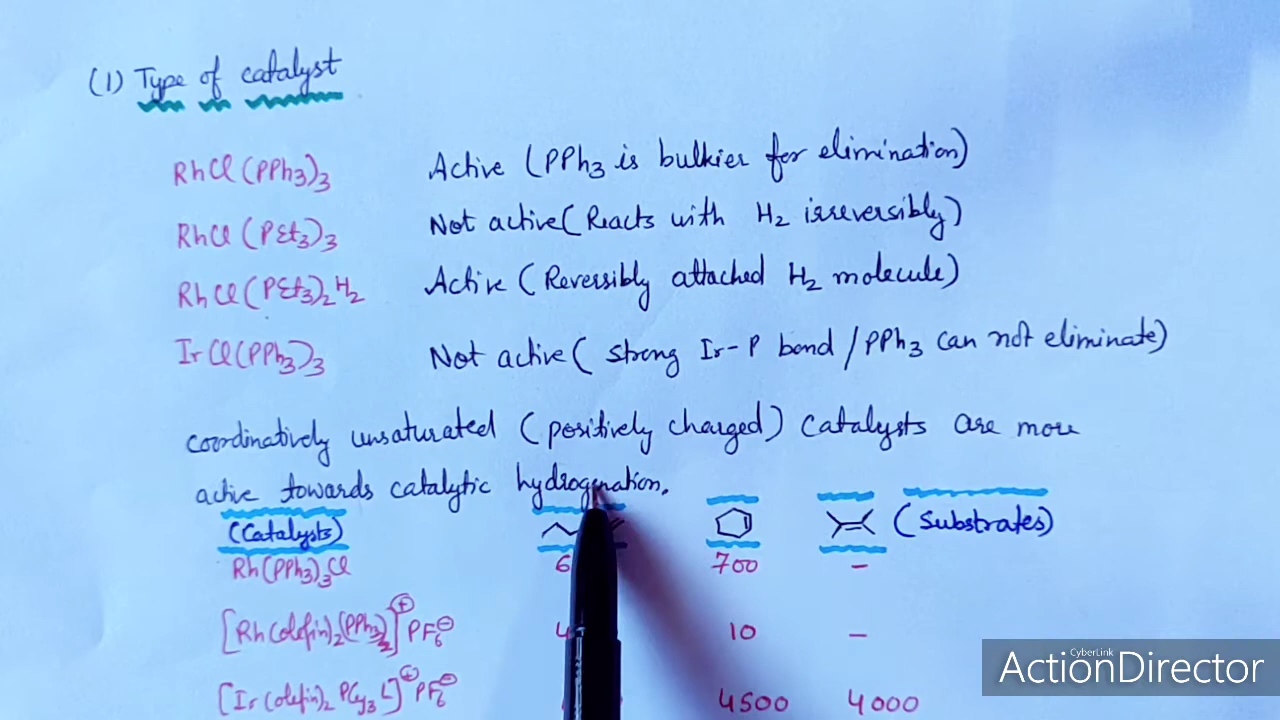 (1) Type of catalyst
RhCl(PPh3)3 Active (PPh3 is bulkier for elimination)
RhCl(PEt3)3 Not active (Reacts with H2 irreversibly)
RhCl(PEt3)2H2 Active (Reversibly attached H2 molecule)
IrCl(PPh3)3 Not active (strong Ir-P bond/PPh3 can not eliminate)
coordinatively unsaturated (positively charged) catalysts are more
active towards catalytic hydrogenation.
(Catalysts) (Substrates)
Rh(PPh3)3Cl 700 –
[Rh(olefin)2(PPh3)2]⊕ PF6⊖ 10 –
[Ir(olefin)2 PCy3 L]⊕ PF6⊖ 4500 4000
CyberLink
ActionDirector